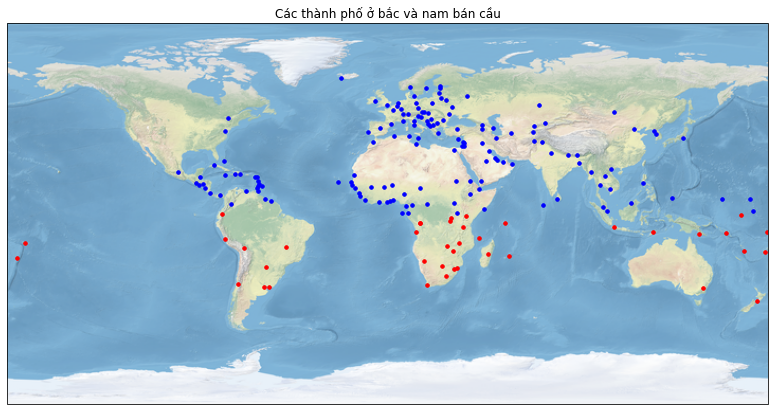 Các thành phố ở bắc và nam bán cầu